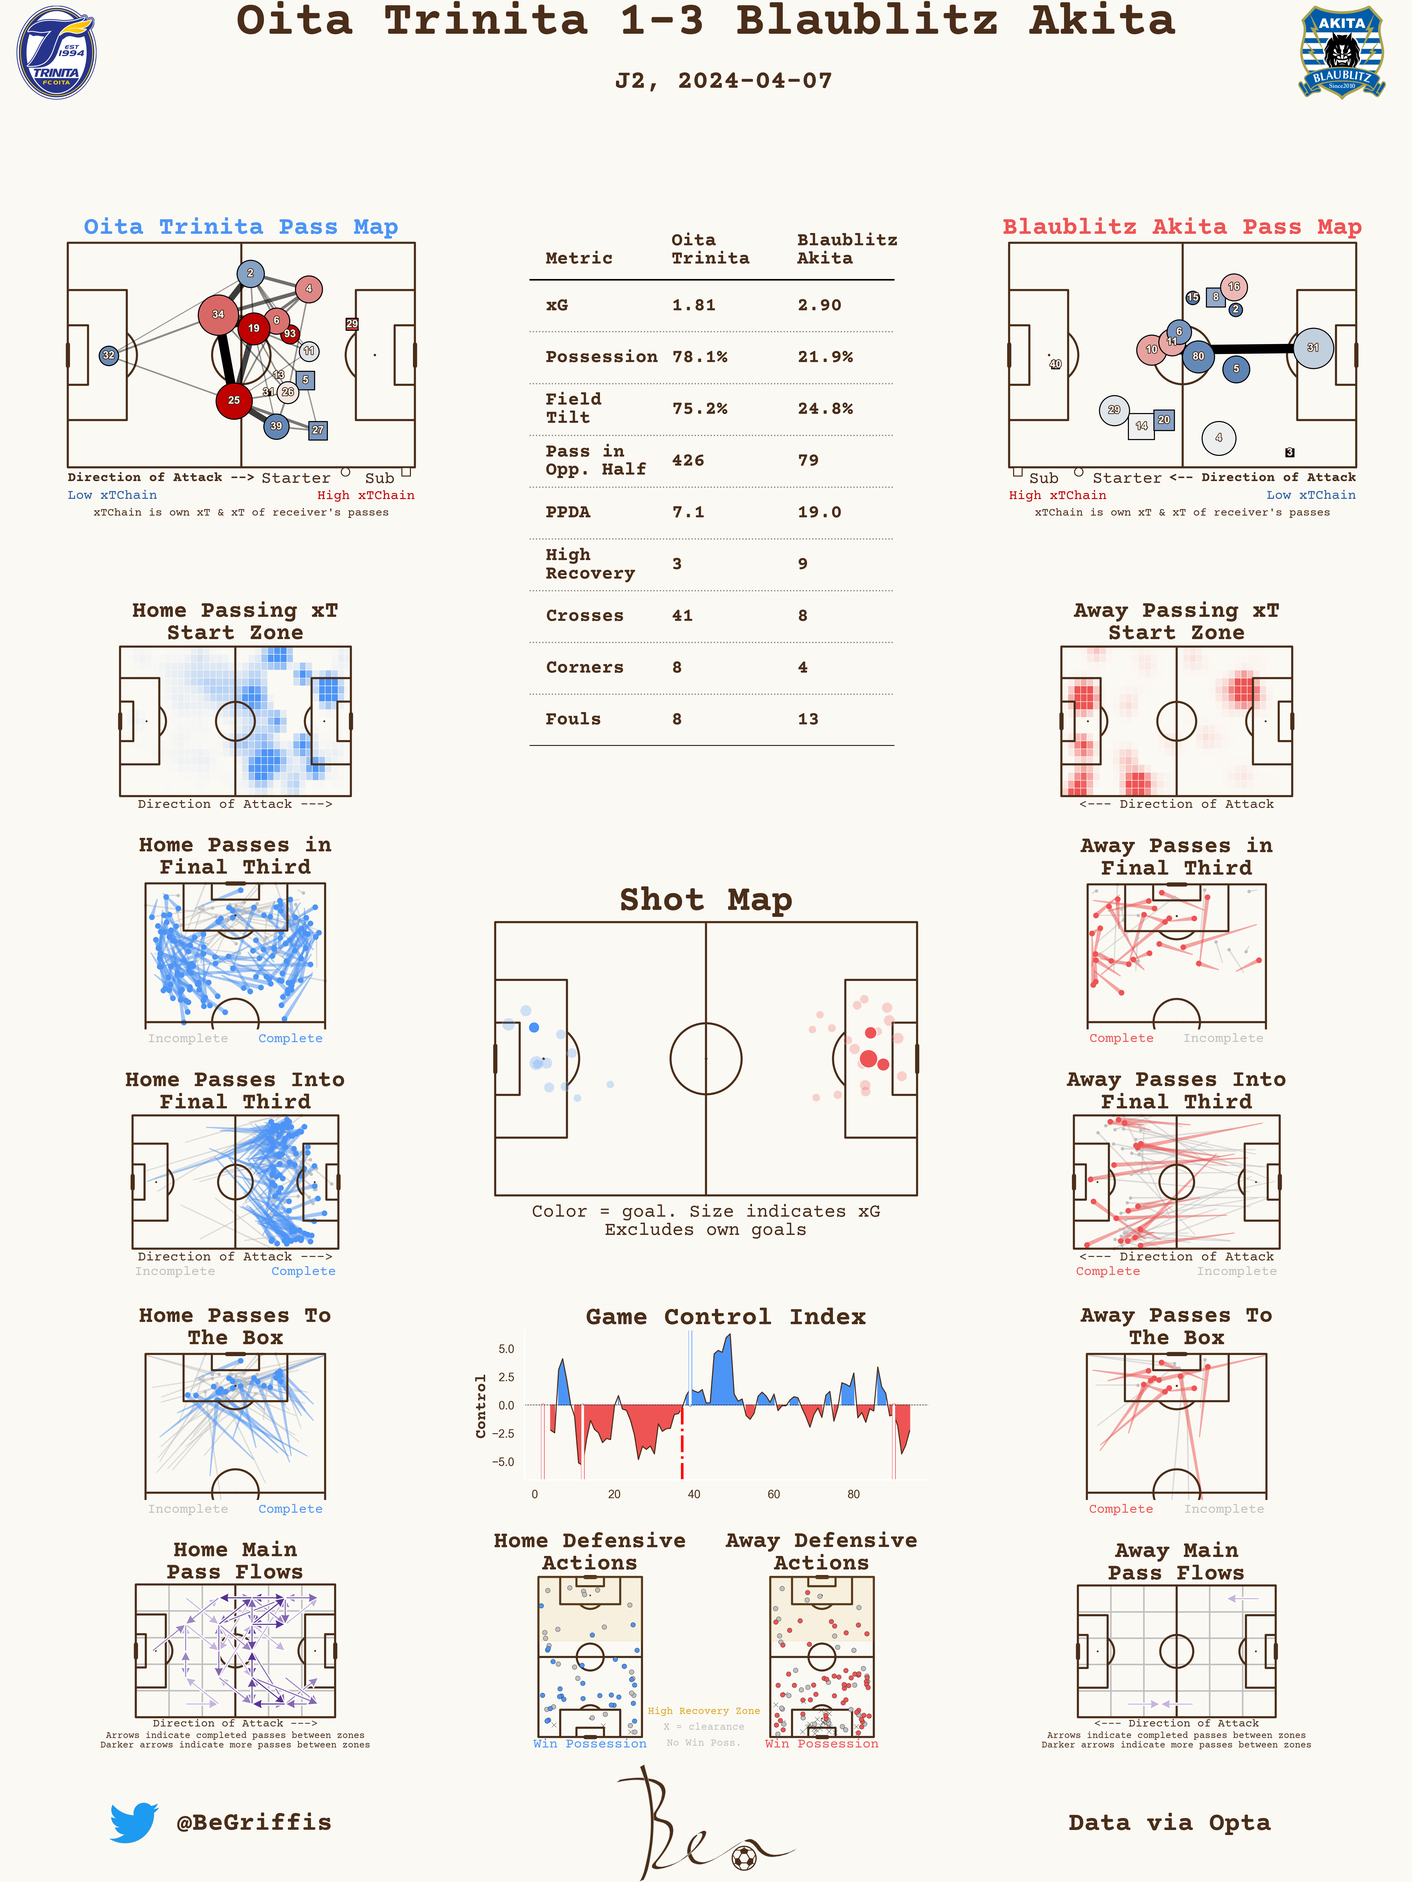 Oita Trinita 1-3 Blaublitz Akita
J2, 2024-04-07
EST
1994
TRINITA
FC OITA
AKITA
BLAUBLITZ
Since2010
Oita Trinita Pass Map
2
4
34
6
19
93
29
11
32
13
5
31
26
25
39
27
Direction of Attack --> Starter Sub
Low xTChain High xTChain
xTChain is own xT & xT of receiver's passes
Metric Oita Trinita Blaublitz Akita
xG 1.81 2.90
Possession 78.1% 21.9%
Field Tilt 75.2% 24.8%
Pass in Opp. Half 426 79
PPDA 7.1 19.0
High Recovery 3 9
Crosses 41 8
Corners 8 4
Fouls 8 13
Blaublitz Akita Pass Map
16
15
8
2
6
11
10
31
80
40
5
29
20
14
4
3
Sub Starter <-- Direction of Attack
High xTChain Low xTChain
xTChain is own xT & xT of receiver's passes
Home Passing xT
Start Zone
Direction of Attack --->
Away Passing xT
Start Zone
<--- Direction of Attack
Home Passes in
Final Third
Incomplete Complete
Away Passes in
Final Third
Complete Incomplete
Shot Map
Color = goal. Size indicates xG
Excludes own goals
Home Passes Into
Final Third
Direction of Attack --->
Incomplete Complete
Away Passes Into
Final Third
<--- Direction of Attack
Complete Incomplete
Home Passes To
The Box
Incomplete Complete
Game Control Index
Control
5.0
2.5
0.0
−2.5
−5.0
0 20 40 60 80
Away Passes To
The Box
Complete Incomplete
Home Main
Pass Flows
Direction of Attack --->
Arrows indicate completed passes between zones
Darker arrows indicate more passes between zones
Home Defensive
Actions
Win Possession
Away Defensive
Actions
Win Possession
High Recovery Zone
X = clearance
No Win Poss.
Away Main
Pass Flows
<--- Direction of Attack
Arrows indicate completed passes between zones
Darker arrows indicate more passes between zones
@BeGriffis
Ben
Data via Opta